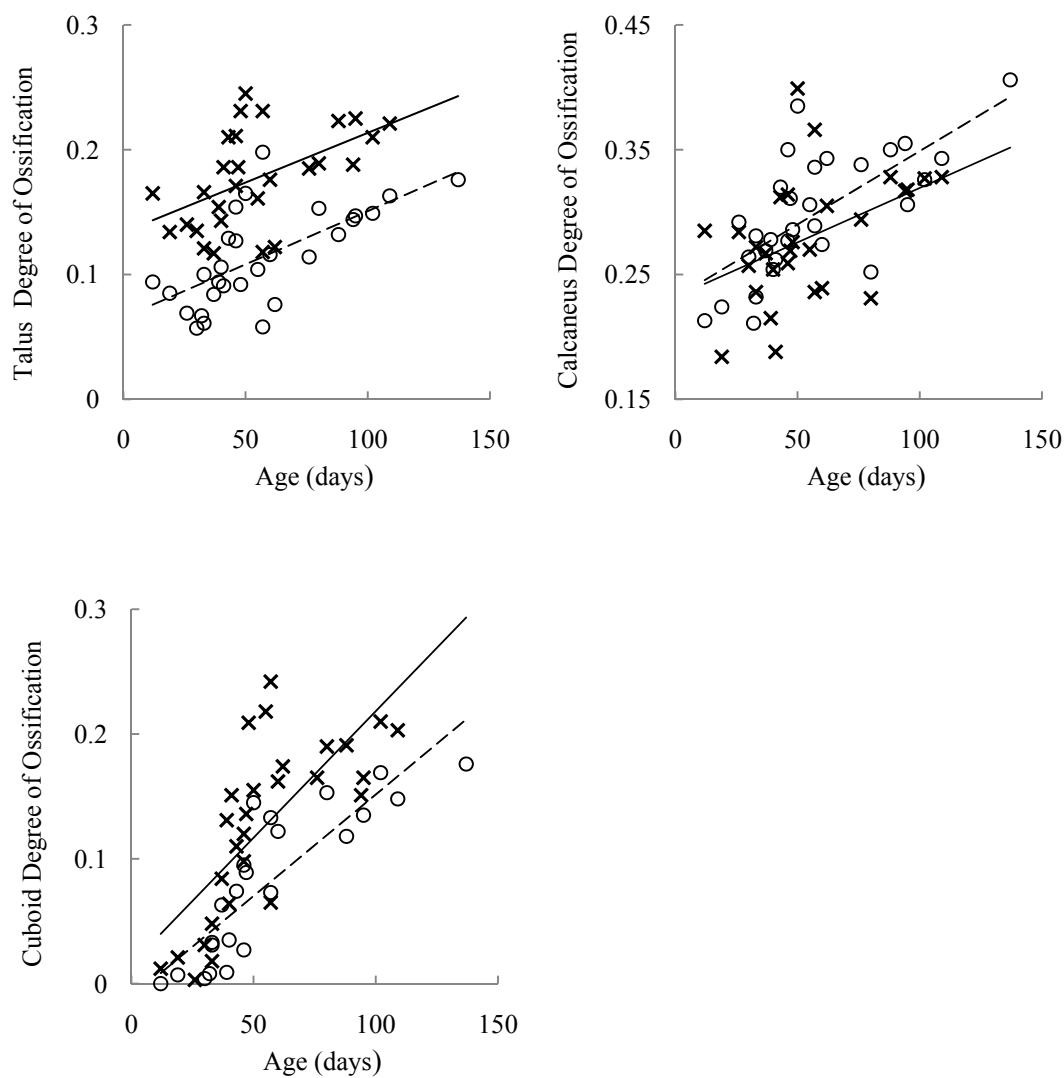 Talus Degree of Ossification
0.3
0.2
0.1
0
0 50 100 150
Age (days)
Calcaneus Degree of Ossification
0.45
0.35
0.25
0.15
0 50 100 150
Age (days)
Cuboid Degree of Ossification
0.3
0.2
0.1
0
0 50 100 150
Age (days)